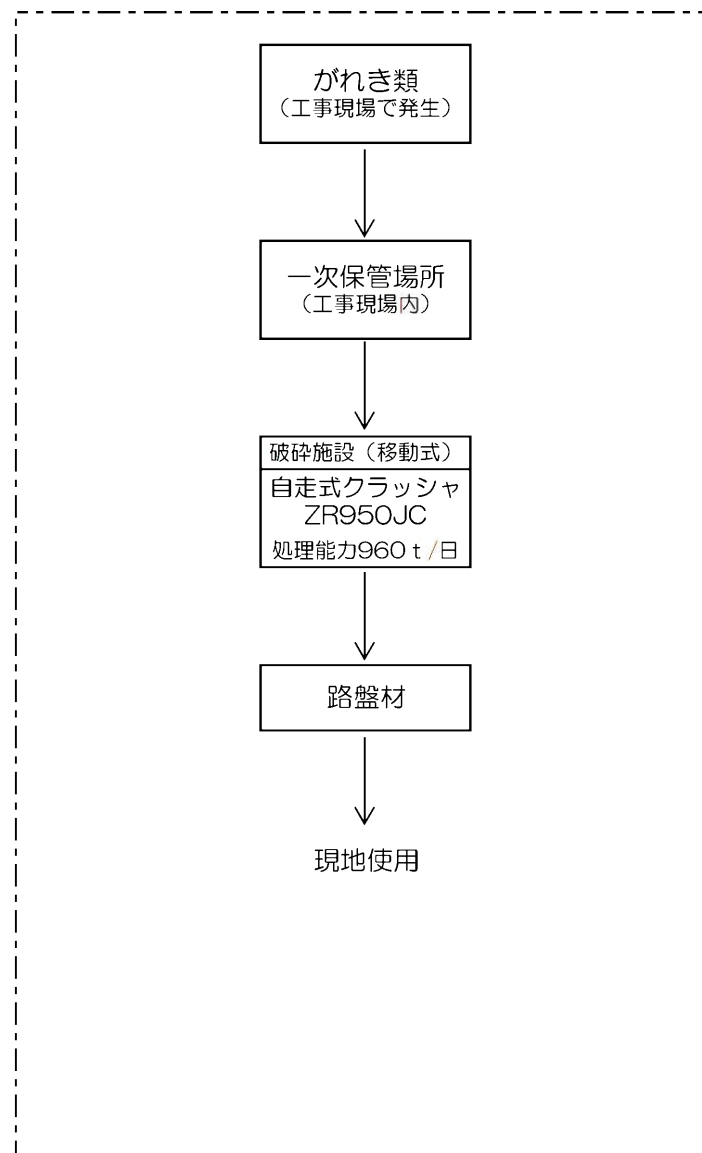 がれき類
（工事現場で発生）
一次保管場所
（工事現場内）
破砕施設（移動式）
自走式クラッシャ
ZR950JC
処理能力960ｔ/日
路盤材
現地使用